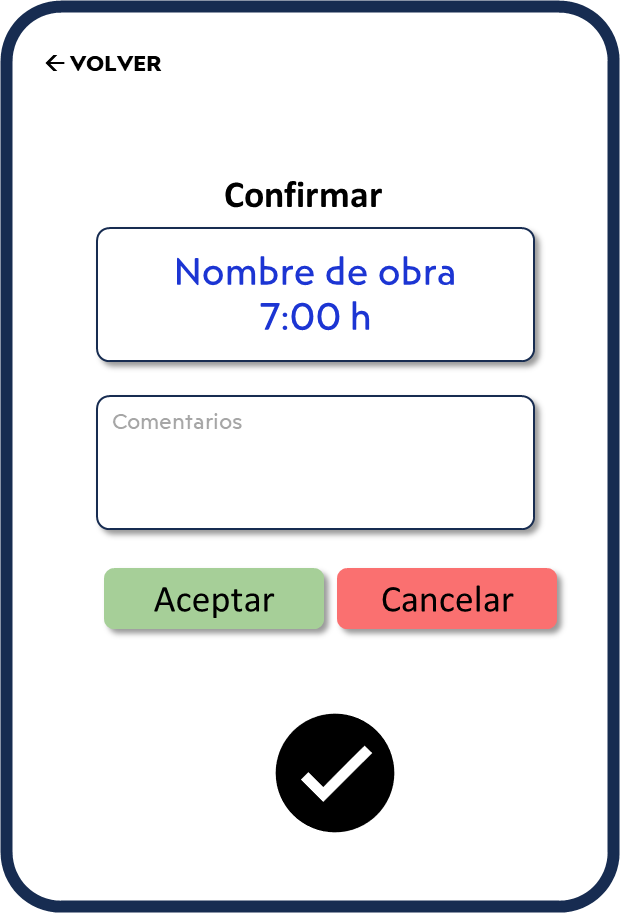 ← VOLVER
Confirmar
Nombre de obra
7:00 h
Comentarios
Aceptar
Cancelar